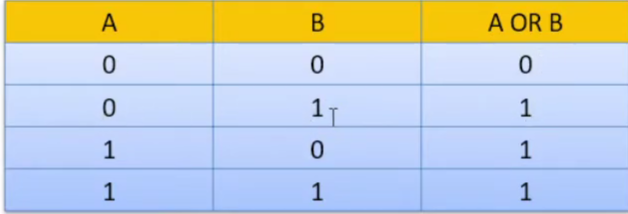 A B A OR B
0 0 0
0 1 1
1 0 1
1 1 1